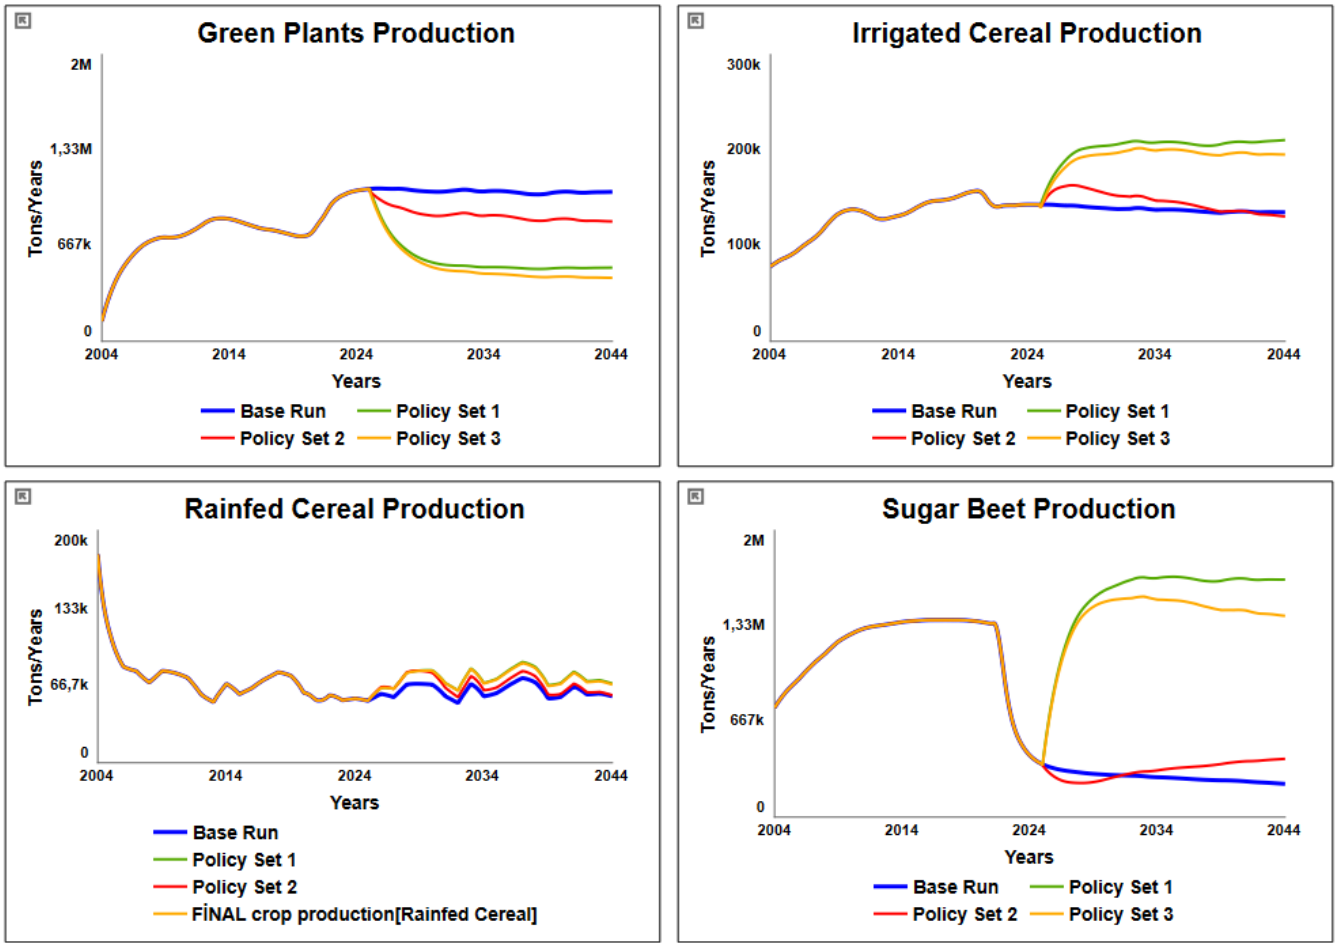 Green Plants Production
2M
1,33M
667k
0
Tons/Years
2004 2014 2024 2034 2044
Years
Base Run Policy Set 1
Policy Set 2 Policy Set 3
Irrigated Cereal Production
300k
200k
100k
0
Tons/Years
2004 2014 2024 2034 2044
Years
Base Run Policy Set 1
Policy Set 2 Policy Set 3
Rainfed Cereal Production
200k
133k
66,7k
0
Tons/Years
2004 2014 2024 2034 2044
Years
Base Run
Policy Set 1
Policy Set 2
FİNAL crop production[Rainfed Cereal]
Sugar Beet Production
2M
1,33M
667k
0
Tons/Years
2004 2014 2024 2034 2044
Years
Base Run Policy Set 1
Policy Set 2 Policy Set 3